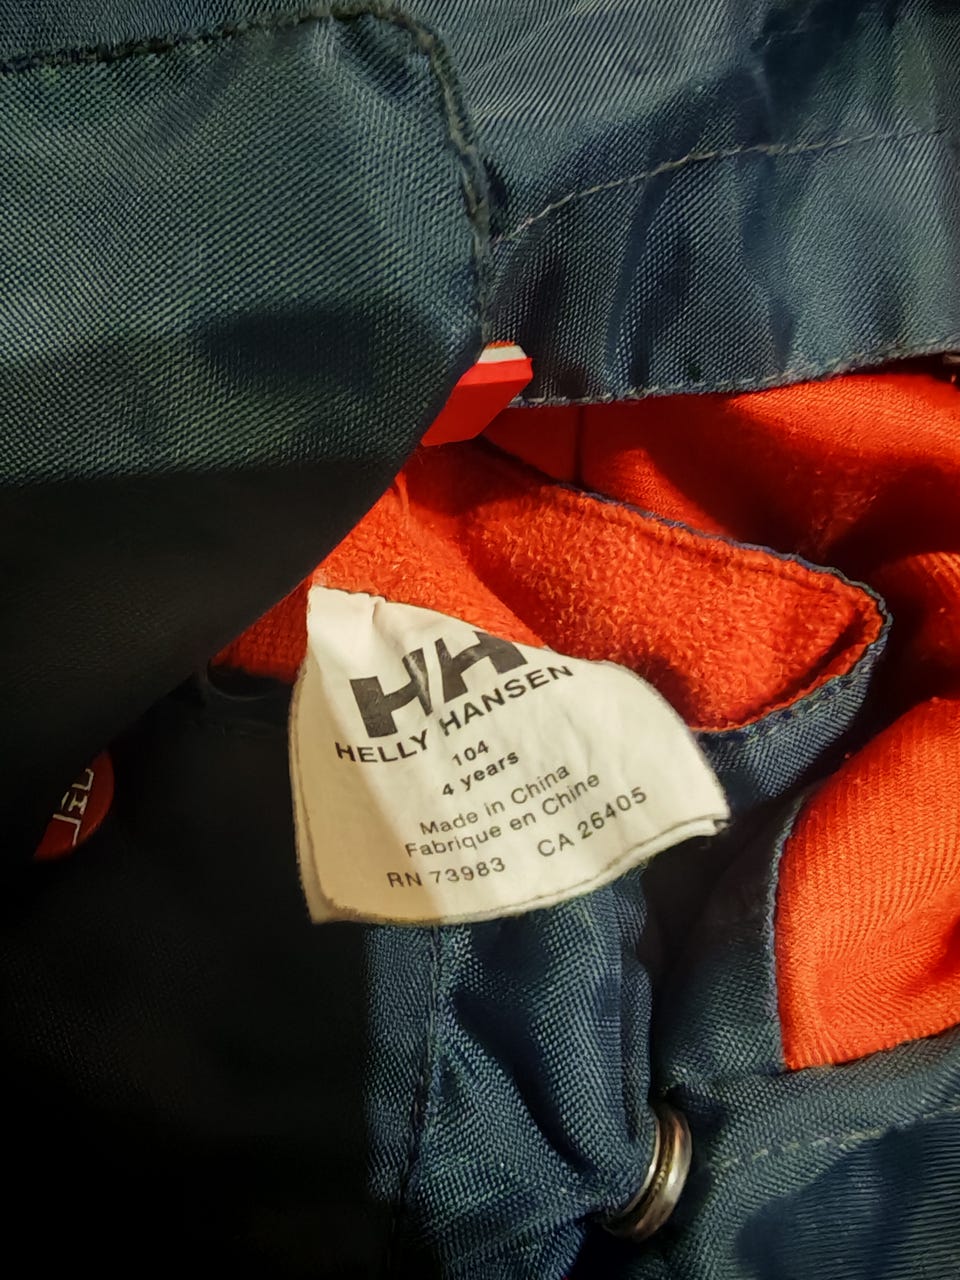 HH
HELLY HANSEN
104
4 years
Made in China
Fabrique en Chine
RN 73983 CA 26405